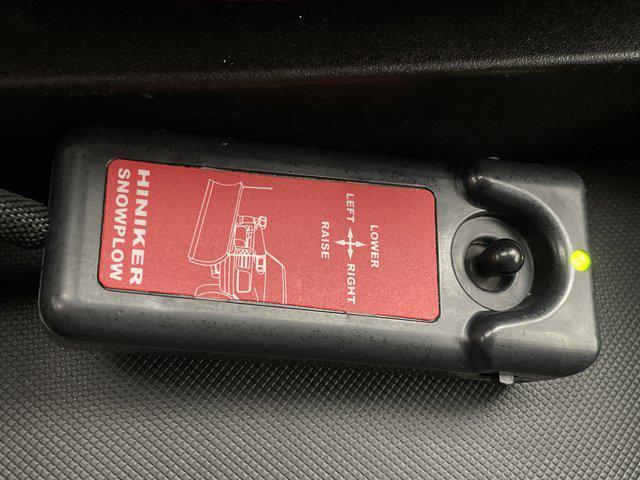 LOWER
LEFT RIGHT
RAISE
HINIKER
SNOWPLOW